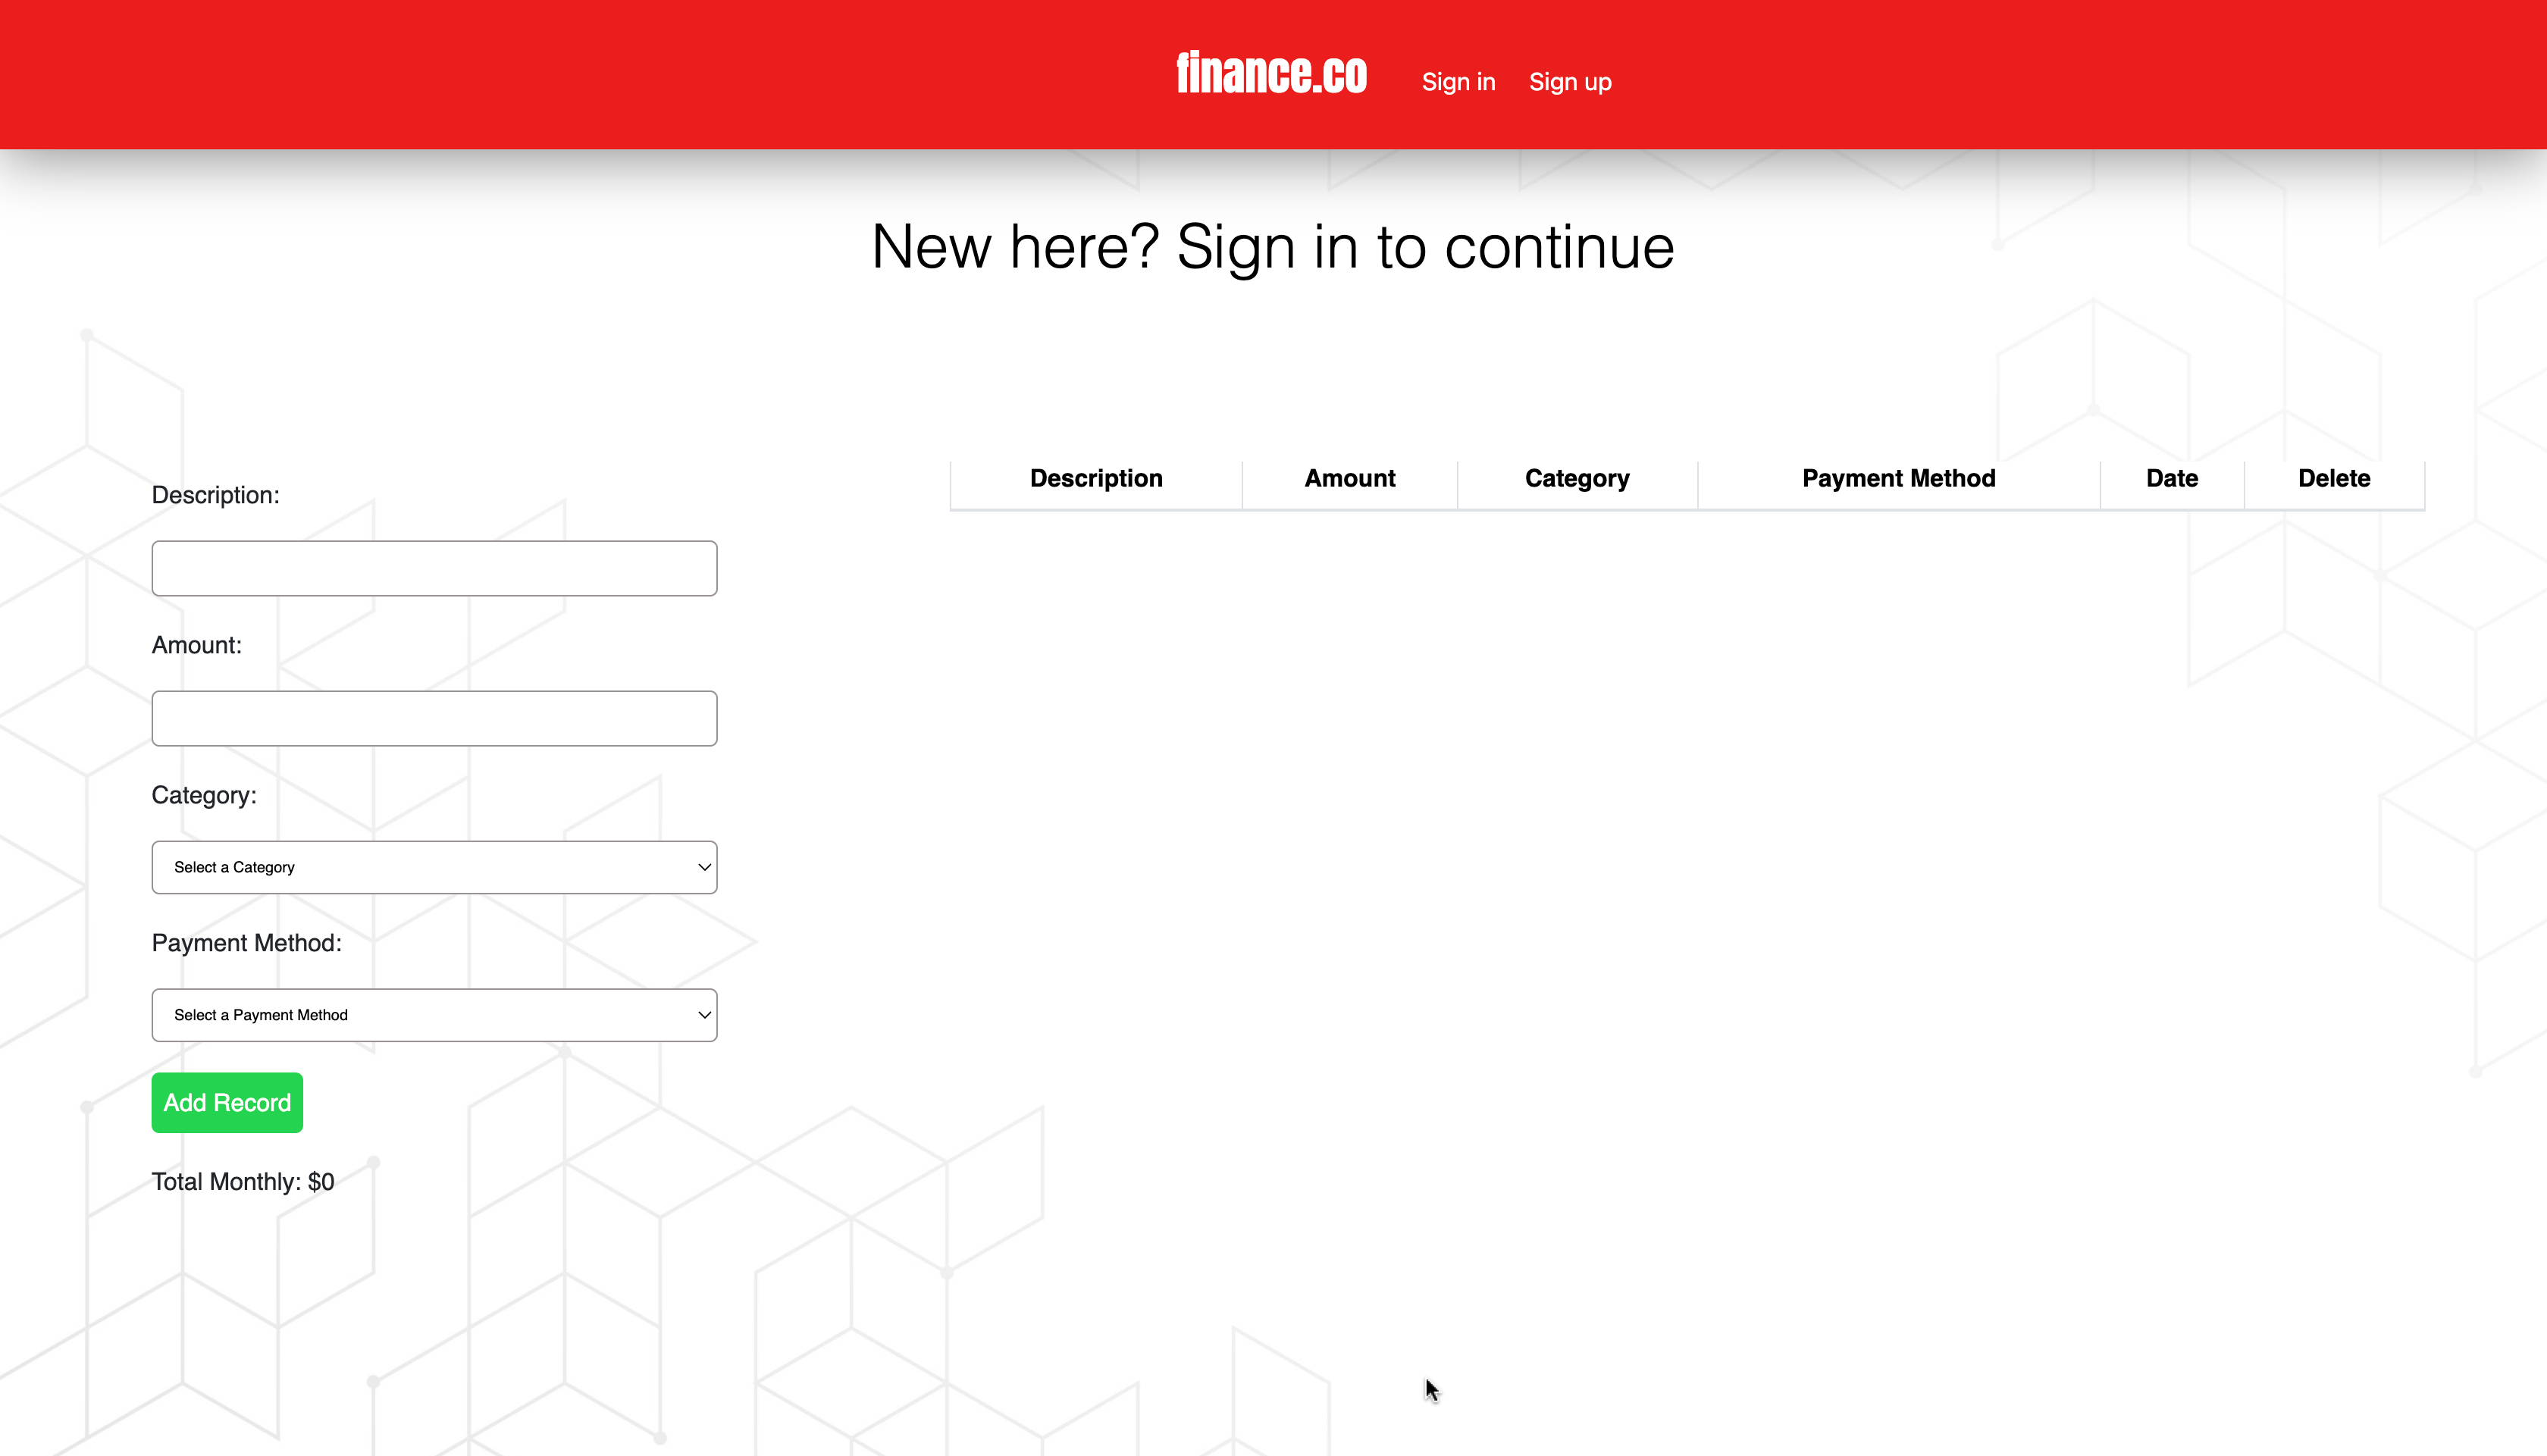 finance.co
Sign in
Sign up
New here? Sign in to continue
Description:
Amount:
Category:
Select a Category
Payment Method:
Select a Payment Method
Add Record
Total Monthly: $0
Description Amount Category Payment Method Date Delete